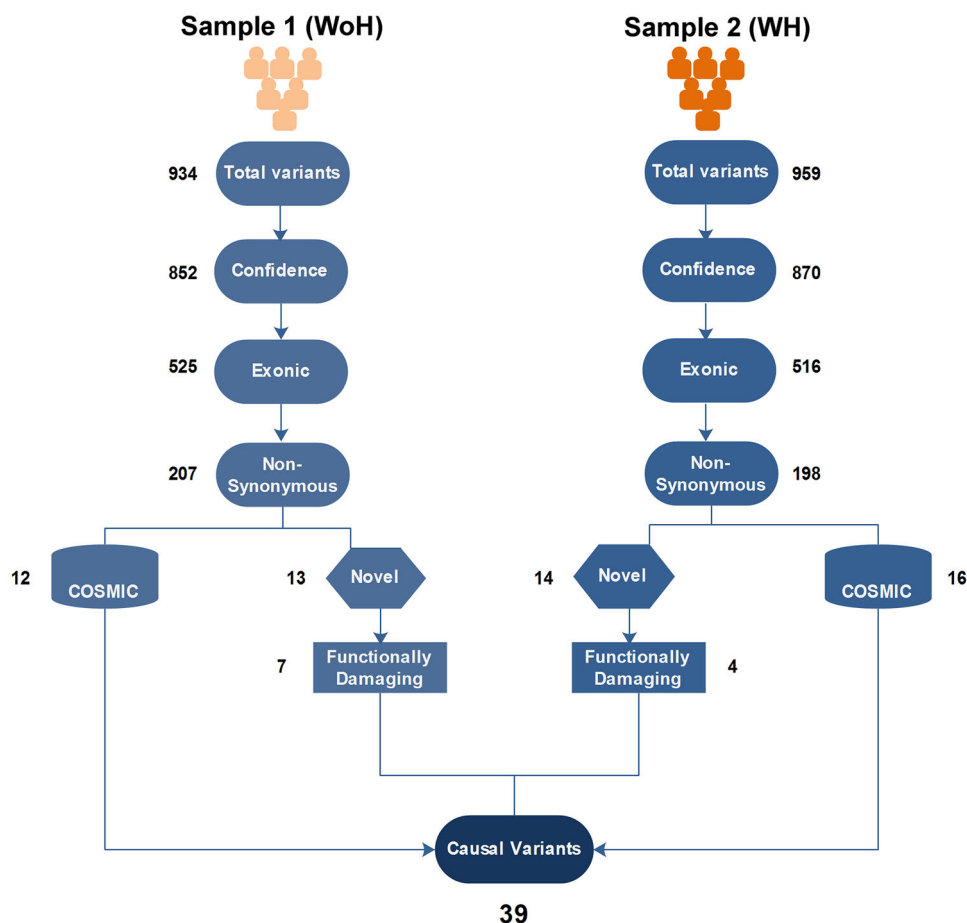 Sample 1 (WoH)
Sample 2 (WH)
934
Total variants
Total variants
959
852
Confidence
Confidence
870
525
Exonic
Exonic
516
207
Non-
Synonymous
Non-
Synonymous
198
12
COSMIC
13
Novel
14
Novel
COSMIC
16
7
Functionally
Damaging
Functionally
Damaging
4
Causal Variants
39